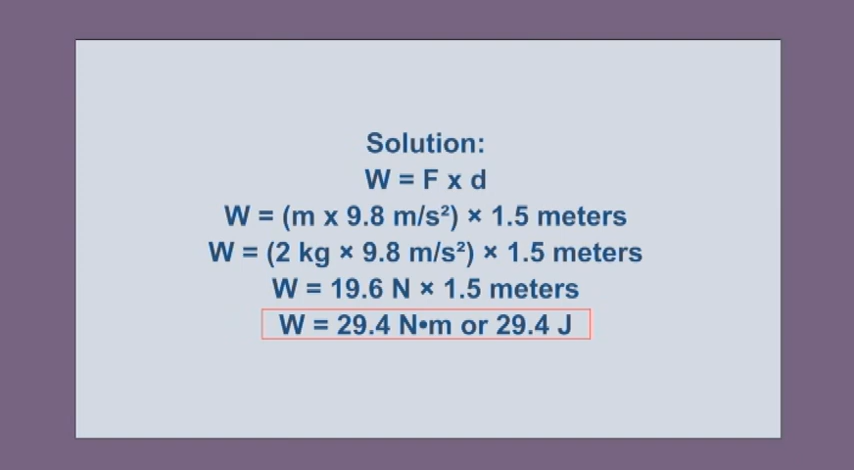 Solution:
W = F x d
W = (m x 9.8 m/s²) × 1.5 meters
W = (2 kg × 9.8 m/s²) × 1.5 meters
W = 19.6 N × 1.5 meters
W = 29.4 N•m or 29.4 J